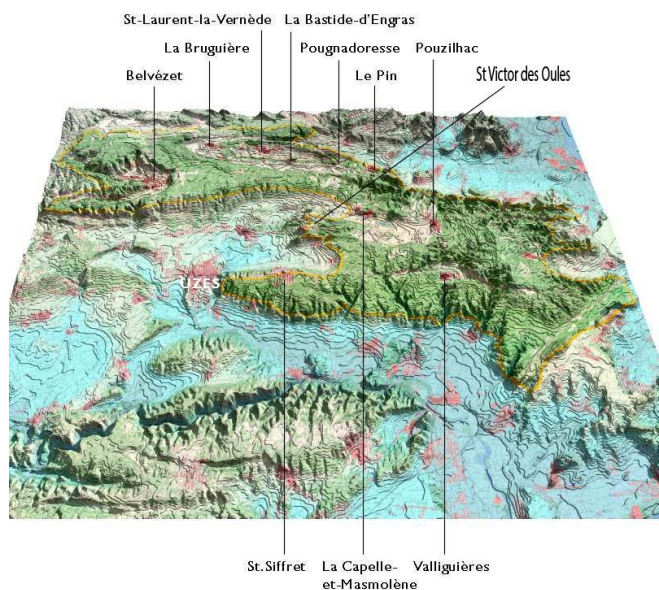 St-Laurent-la-Vernède
La Bastide-d'Engras
La Bruguière
Pougnadoresse
Pouzilhac
Belvézet
Le Pin
St Victor des Oules
UZES
St.Siffret
La Capelle-
et-Masmolène
Valliguières